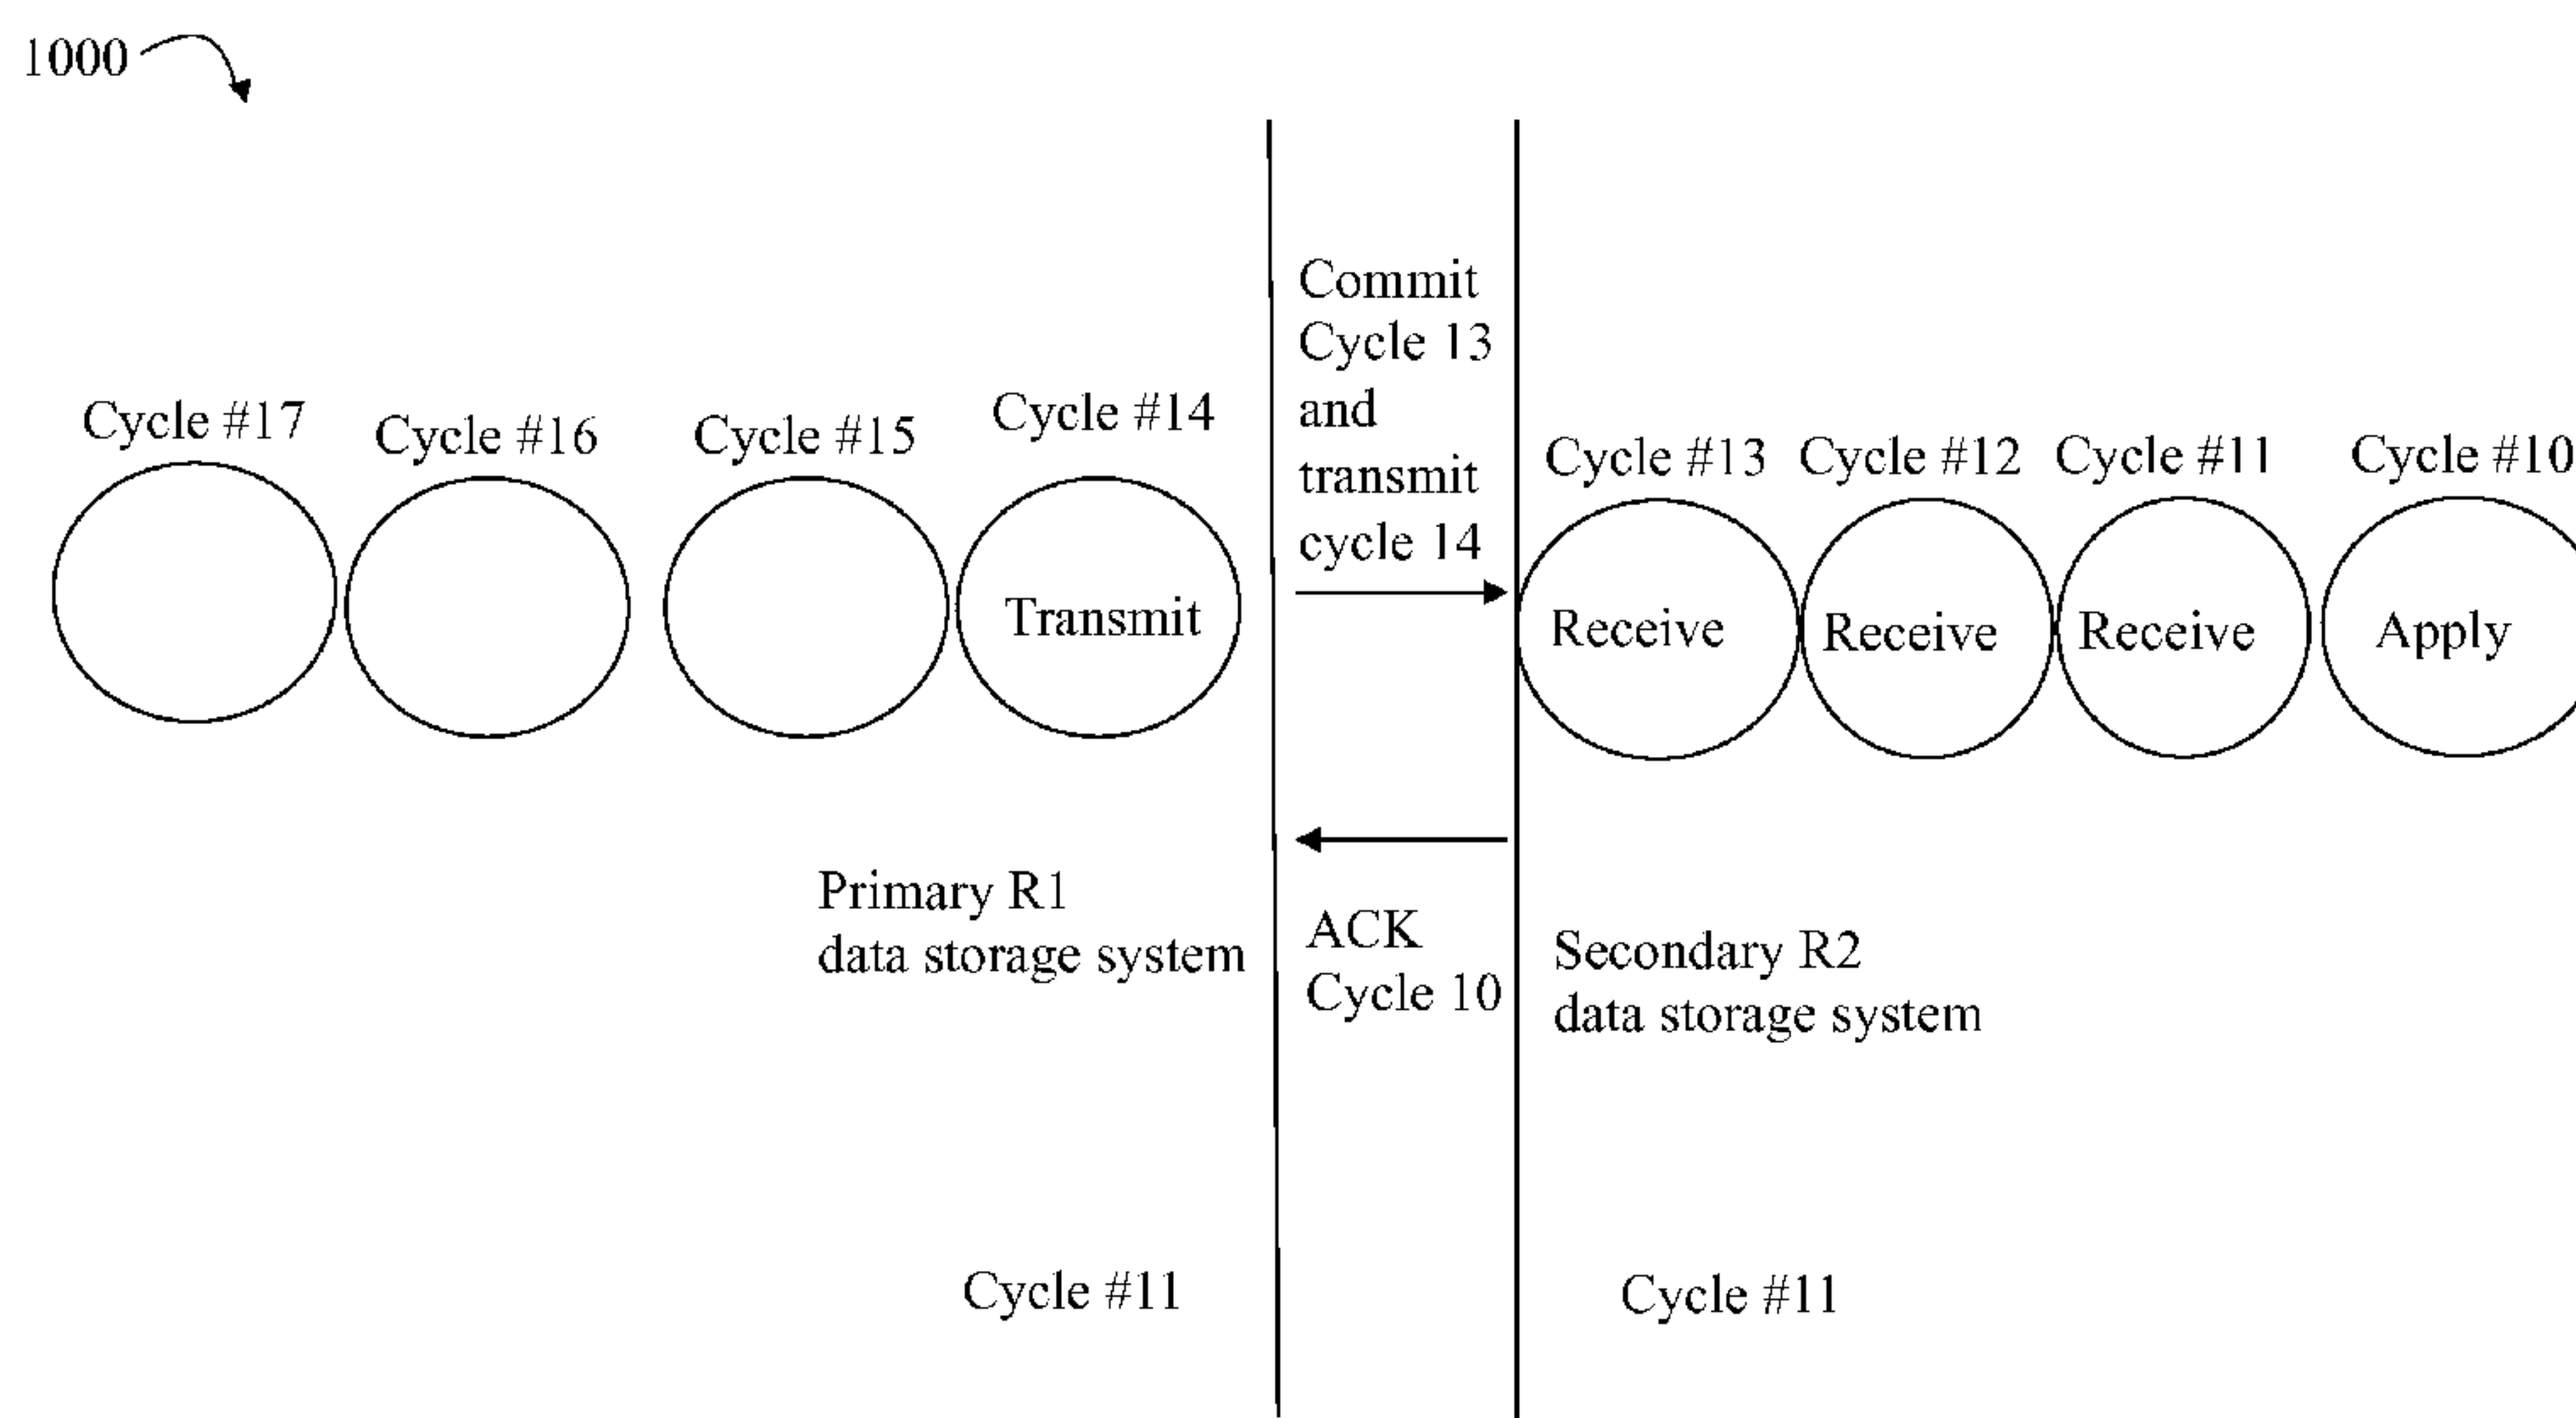 1000
Commit
Cycle 13
and
transmit
cycle 14
Cycle #17
Cycle #16
Cycle #15
Cycle #14
Cycle #13
Cycle #12
Cycle #11
Cycle #10
Transmit
Receive
Receive
Receive
Apply
Primary R1
data storage system
ACK
Cycle 10
Secondary R2
data storage system
Cycle #11
Cycle #11